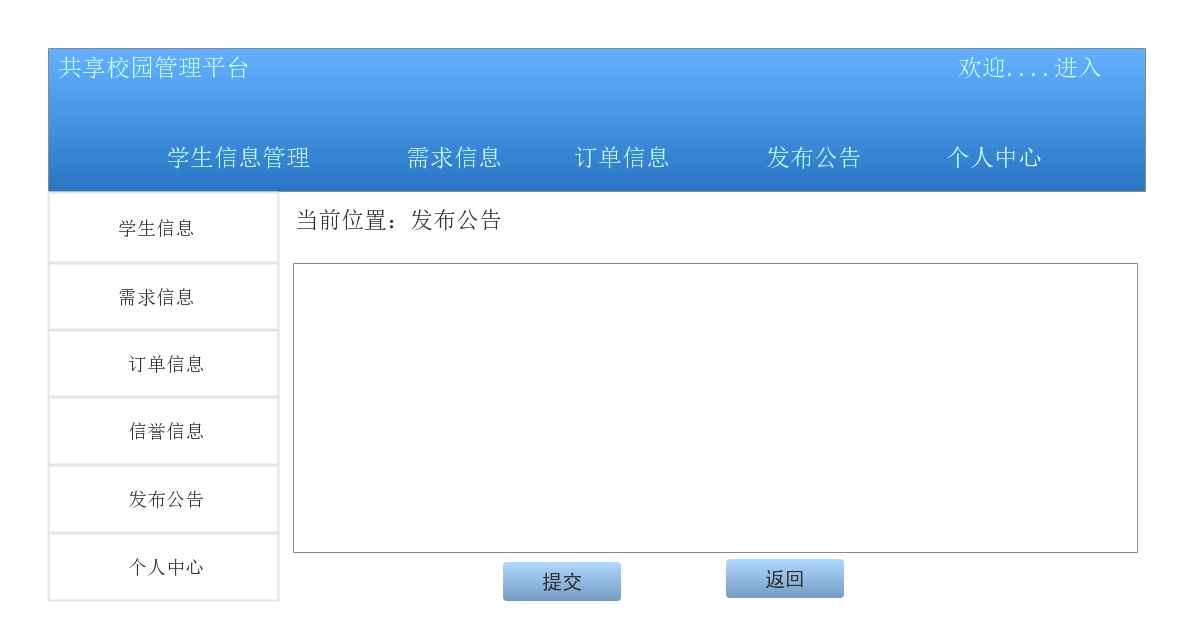 共享校园管理平台 欢迎....进入
学生信息管理 需求信息 订单信息 发布公告 个人中心
学生信息
当前位置：发布公告
需求信息
订单信息
信誉信息
发布公告
个人中心
提交 返回